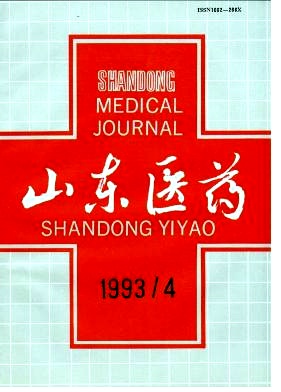 ISSN1002-266X
SHANDONG
MEDICAL
JOURNAL
山东医药
SHANDONG YIYAO
1993/4